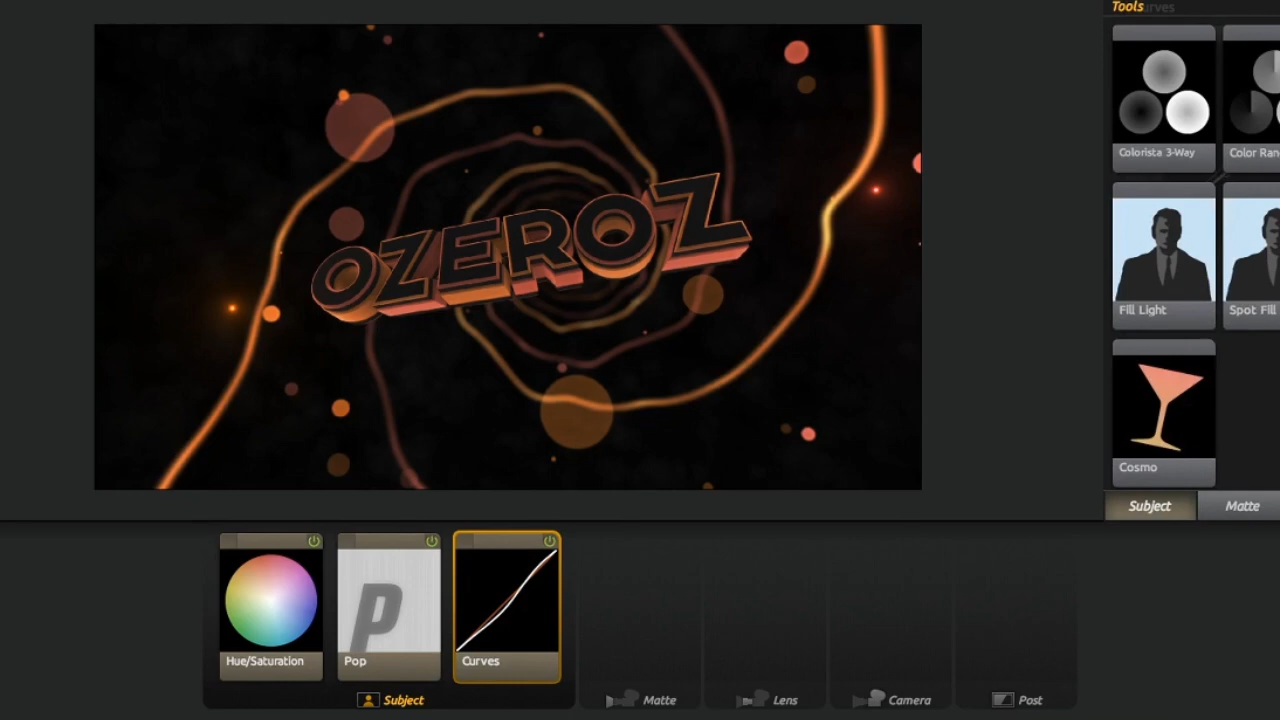 Tools
OZEROZ
Colorista 3-Way
Color Ran
Fill Light
Spot Fill
Cosmo
Subject
Matte
P
Hue/Saturation
Pop
Curves
Subject
Matte
Lens
Camera
Post